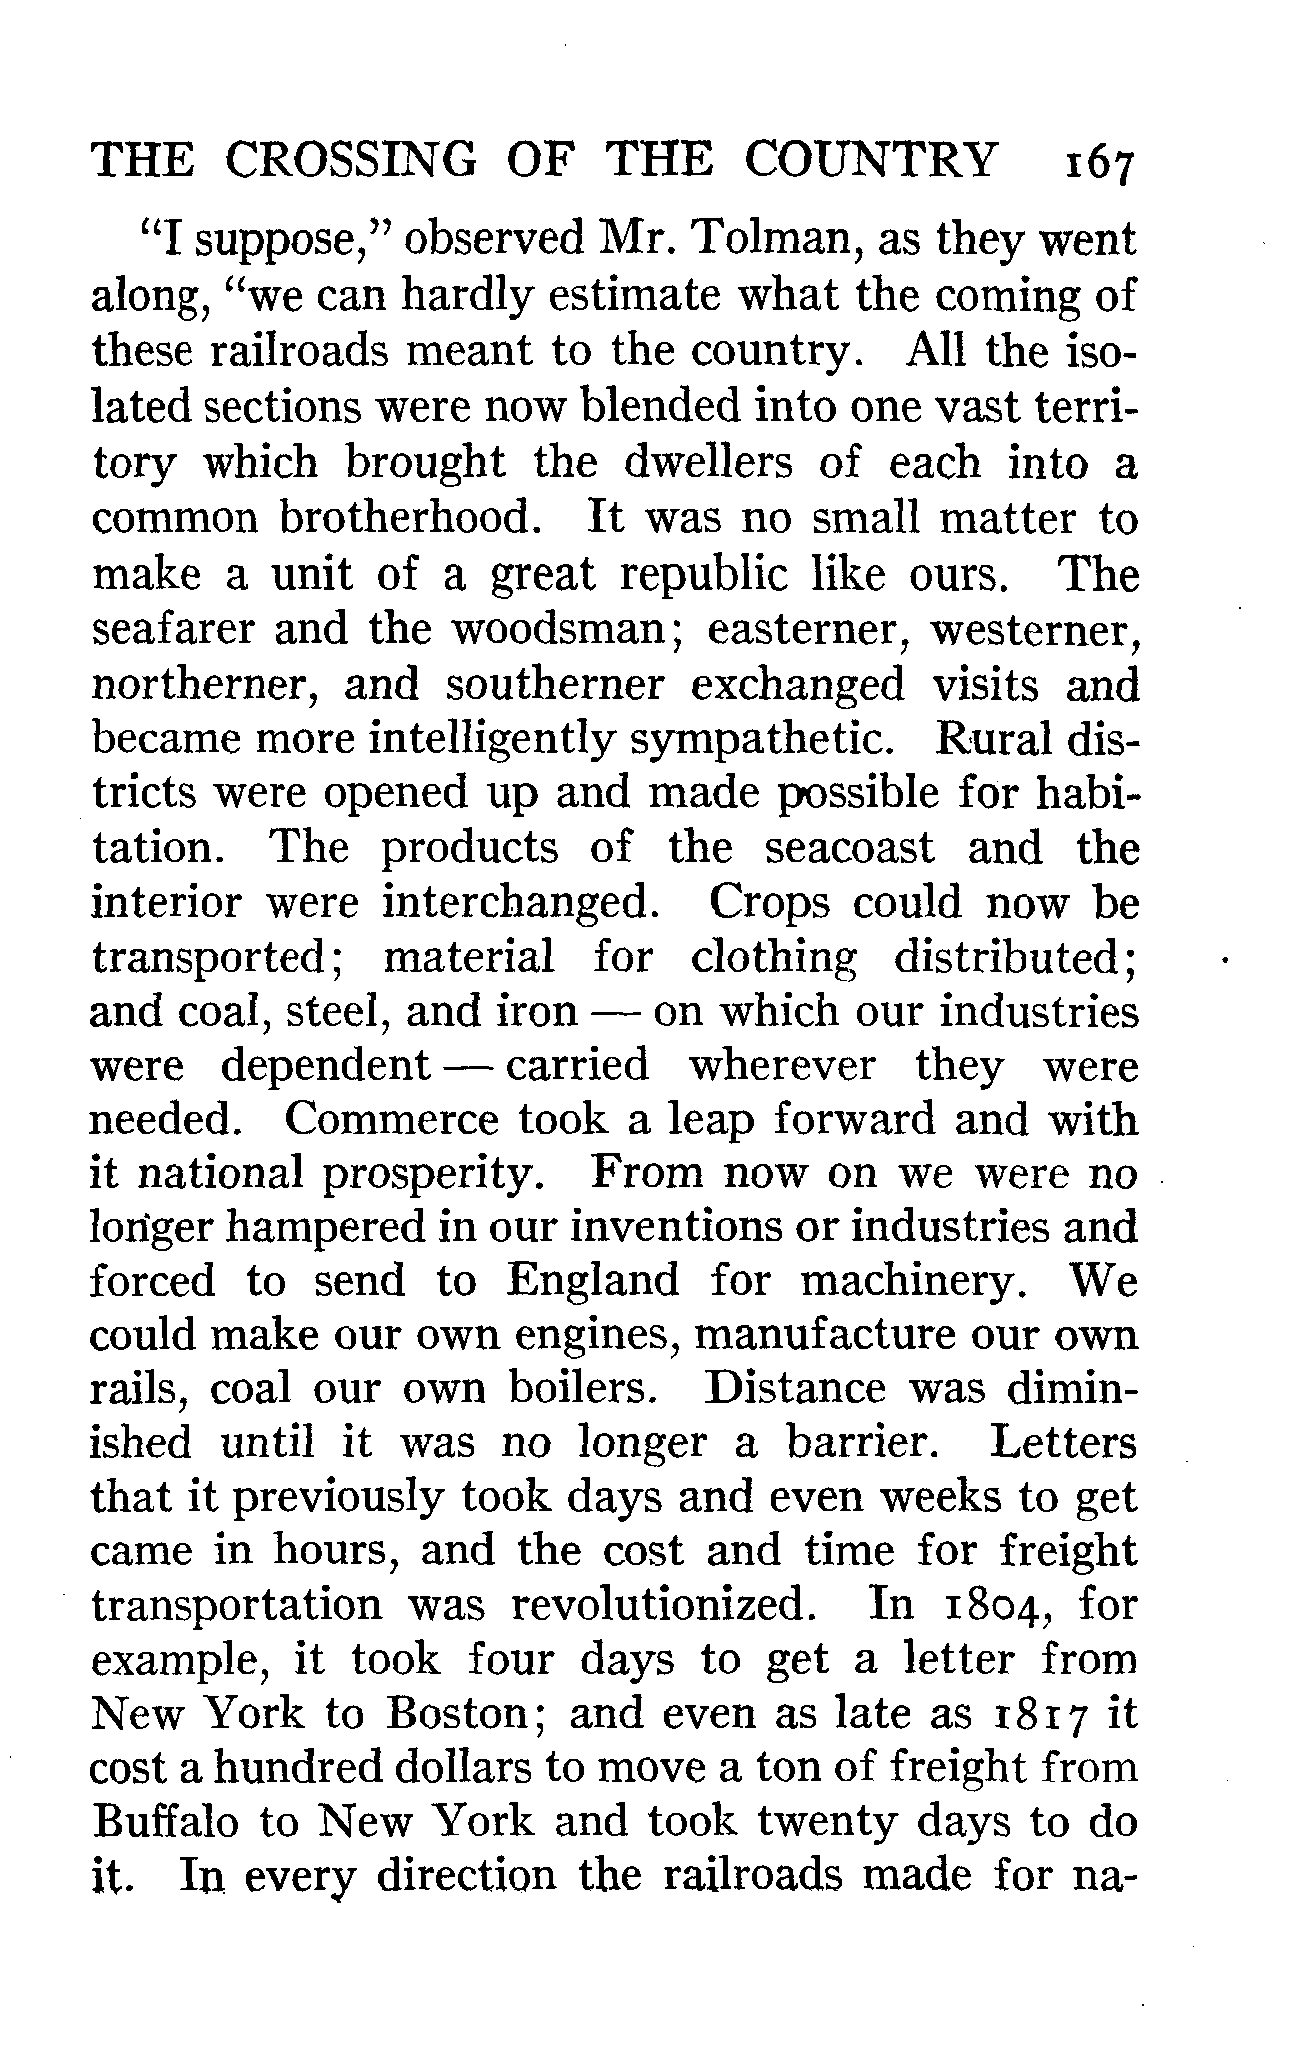 THE CROSSING OF THE COUNTRY 167
“I suppose,” observed Mr. Tolman, as they went
along, “we can hardly estimate what the coming of
these railroads meant to the country. All the iso-
lated sections were now blended into one vast terri-
tory which brought the dwellers of each into a
common brotherhood. It was no small matter to
make a unit of a great republic like ours. The
seafarer and the woodsman; easterner, westerner,
northerner, and southerner exchanged visits and
became more intelligently sympathetic. Rural dis-
tricts were opened up and made possible for habi-
tation. The products of the seacoast and the
interior were interchanged. Crops could now be
transported; material for clothing distributed;
and coal, steel, and iron — on which our industries
were dependent — carried wherever they were
needed. Commerce took a leap forward and with
it national prosperity. From now on we were no
longer hampered in our inventions or industries and
forced to send to England for machinery. We
could make our own engines, manufacture our own
rails, coal our own boilers. Distance was dimin-
ished until it was no longer a barrier. Letters
that it previously took days and even weeks to get
came in hours, and the cost and time for freight
transportation was revolutionized. In 1804, for
example, it took four days to get a letter from
New York to Boston; and even as late as 1817 it
cost a hundred dollars to move a ton of freight from
Buffalo to New York and took twenty days to do
it. In every direction the railroads made for na-